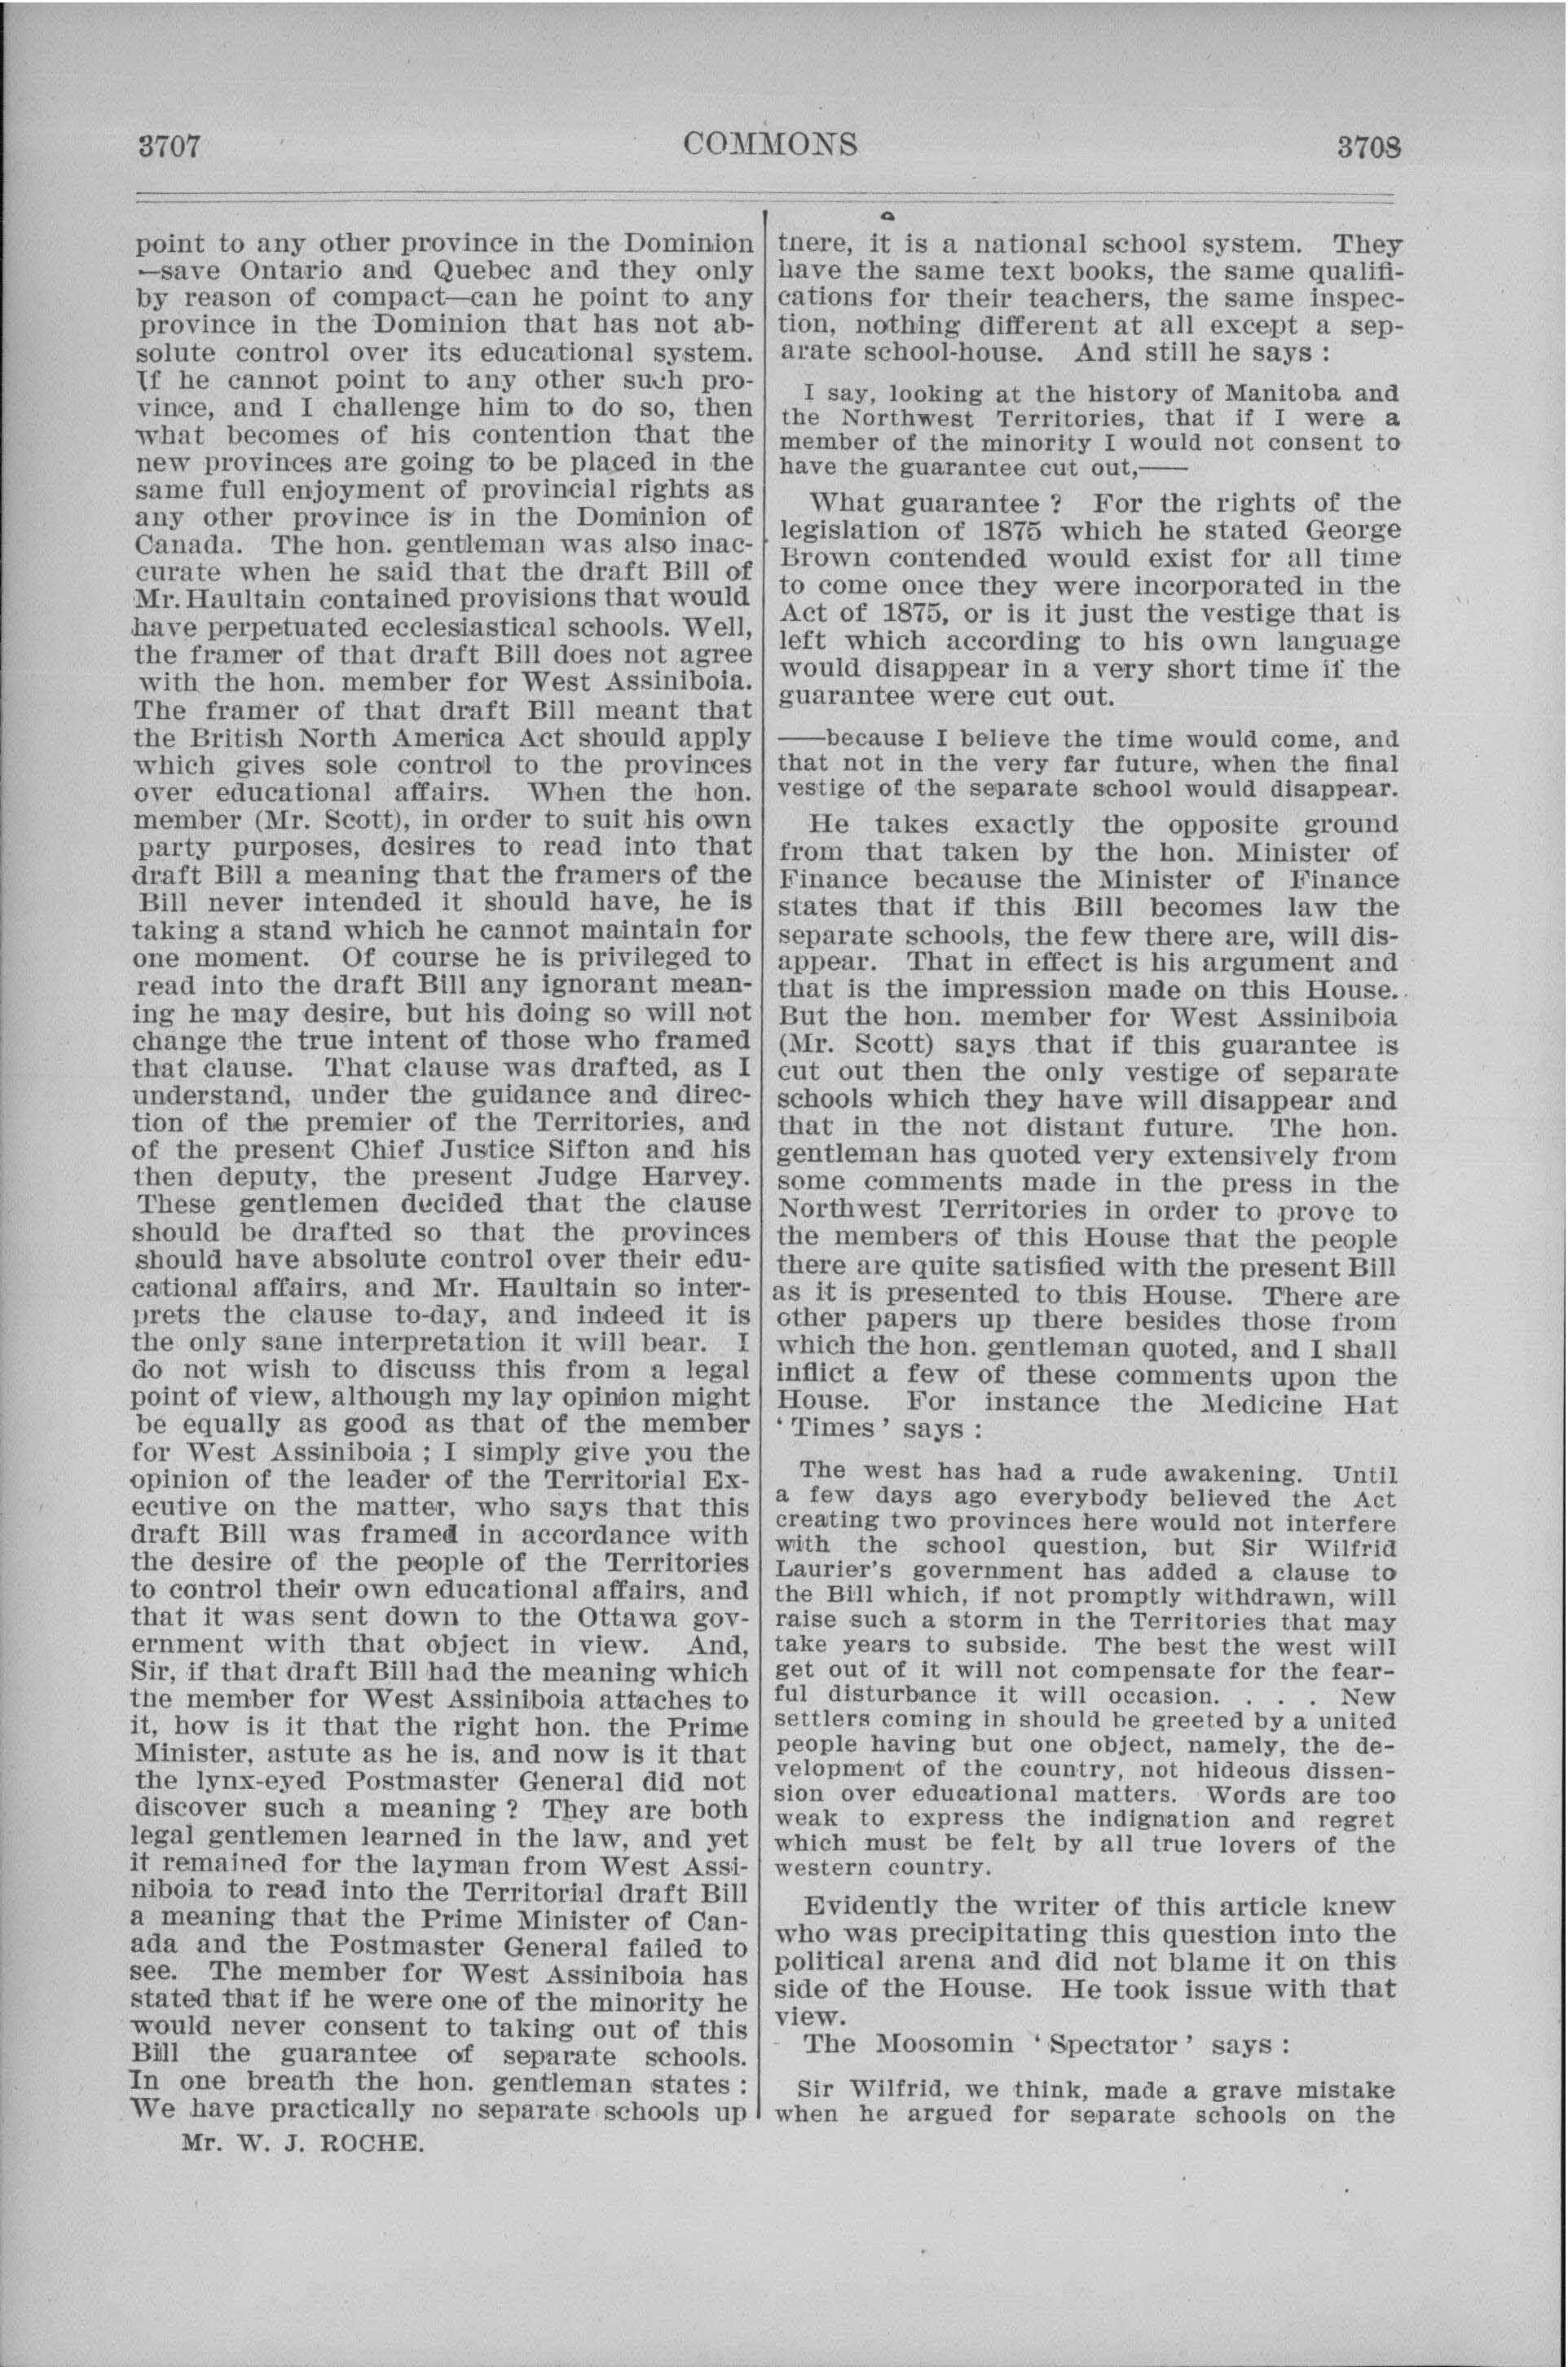 3707
COMMONS
3708
point to any other province in the Dominion
—save Ontario and Quebec and they only
by reason of compact—can he point to any
province in the Dominion that has not ab-
solute control over its educational system.
If he cannot point to any other such pro-
vince, and I challenge him to do so, then
what becomes of his contention that the
new provinces are going to be placed in the
same full enjoyment of provincial rights as
any other province is in the Dominion of
Canada. The hon. gentleman was also inac-
curate when he said that the draft Bill of
Mr. Haultain contained provisions that would
have perpetuated ecclesiastical schools. Well,
the framer of that draft Bill does not agree
with the hon. member for West Assiniboia.
The framer of that draft Bill meant that
the British North America Act should apply
which gives sole control to the provinces
over educational affairs. When the hon.
member (Mr. Scott), in order to suit his own
party purposes, desires to read into that
draft Bill a meaning that the framers of the
Bill never intended it should have, he is
taking a stand which he cannot maintain for
one moment. Of course he is privileged to
read into the draft Bill any ignorant mean-
ing he may desire, but his doing so will not
change the true intent of those who framed
that clause. That clause was drafted, as I
understand, under the guidance and direc-
tion of the premier of the Territories, and
of the present Chief Justice Sifton and his
then deputy, the present Judge Harvey.
These gentlemen decided that the clause
should be drafted so that the provinces
should have absolute control over their edu-
cational affairs, and Mr. Haultain so inter-
prets the clause to-day, and indeed it is
the only sane interpretation it will bear. I
do not wish to discuss this from a legal
point of view, although my lay opinion might
be equally as good as that of the member
for West Assiniboia ; I simply give you the
opinion of the leader of the Territorial Ex-
ecutive on the matter, who says that this
draft Bill was framed in accordance with
the desire of the people of the Territories
to control their own educational affairs, and
that it was sent down to the Ottawa gov-
ernment with that object in view. And,
Sir, if that draft Bill had the meaning which
the member for West Assiniboia attaches to
it, how is it that the right hon. the Prime
Minister, astute as he is, and now is it that
the lynx-eyed Postmaster General did not
discover such a meaning ? They are both
legal gentlemen learned in the law, and yet
it remained for the layman from West Assi-
niboia to read into the Territorial draft Bill
a meaning that the Prime Minister of Can-
ada and the Postmaster General failed to
see. The member for West Assiniboia has
stated that if he were one of the minority he
would never consent to taking out of this
Bill the guarantee of separate schools.
In one breath the hon. gentleman states :
We have practically no separate schools up
Mr. W. J. ROCHE.
tnere, it is a national school system. They
have the same text books, the same qualifi-
cations for their teachers, the same inspec-
tion, nothing different at all except a sep-
arate school-house. And still he says :
I say, looking at the history of Manitoba and
the Northwest Territories, that if I were a
member of the minority I would not consent to
have the guarantee cut out,——
What guarantee ? For the rights of the
legislation of 1875 which he stated George
Brown contended would exist for all time
to come once they were incorporated in the
Act of 1875, or is it just the vestige that is
left which according to his own language
would disappear in a very short time if the
guarantee were cut out.
——because I believe the time would come, and
that not in the very far future, when the final
vestige of the separate school would disappear.
He takes exactly the opposite ground
from that taken by the hon. Minister of
Finance because the Minister of Finance
states that if this Bill becomes law the
separate schools, the few there are, will dis-
appear. That in effect is his argument and
that is the impression made on this House.
But the hon. member for West Assiniboia
(Mr. Scott) says that if this guarantee is
cut out then the only vestige of separate
schools which they have will disappear and
that in the not distant future. The hon.
gentleman has quoted very extensively from
some comments made in the press in the
Northwest Territories in order to prove to
the members of this House that the people
there are quite satisfied with the present Bill
as it is presented to this House. There are
other papers up there besides those from
which the hon. gentleman quoted, and I shall
inflict a few of these comments upon the
House. For instance the Medicine Hat
‘ Times ’ says :
The west has had a rude awakening. Until
a few days ago everybody believed the Act
creating two provinces here would not interfere
with the school question, but Sir Wilfrid
Laurier's government has added a clause to
the Bill which, if not promptly withdrawn, will
raise such a storm in the Territories that may
take years to subside. The best the west will
get out of it will not compensate for the fear-
ful disturbance it will occasion. . . . New
settlers coming in should be greeted by a united
people having but one object, namely, the de-
velopment of the country, not hideous dissen-
sion over educational matters. Words are too
weak to express the indignation and regret
which must be felt by all true lovers of the
western country.
Evidently the writer of this article knew
who was precipitating this question into the
political arena and did not blame it on this
side of the House. He took issue with that
view.
The Moosomin ‘ Spectator ’ says :
Sir Wilfrid, we think, made a grave mistake
when he argued for separate schools on the